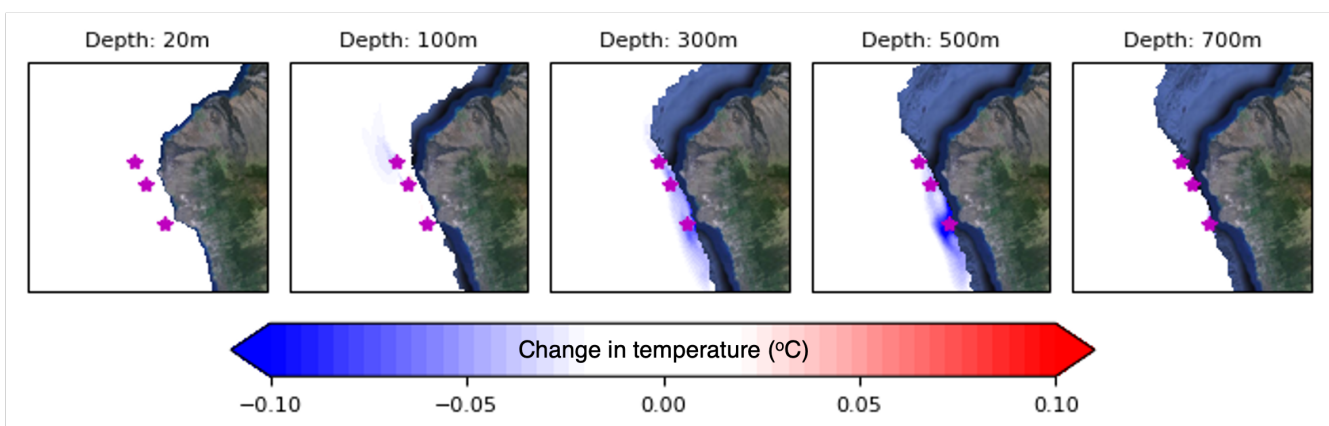 Depth: 20m
Depth: 100m
Depth: 300m
Depth: 500m
Depth: 700m
Change in temperature (ºC)
−0.10
−0.05
0.00
0.05
0.10